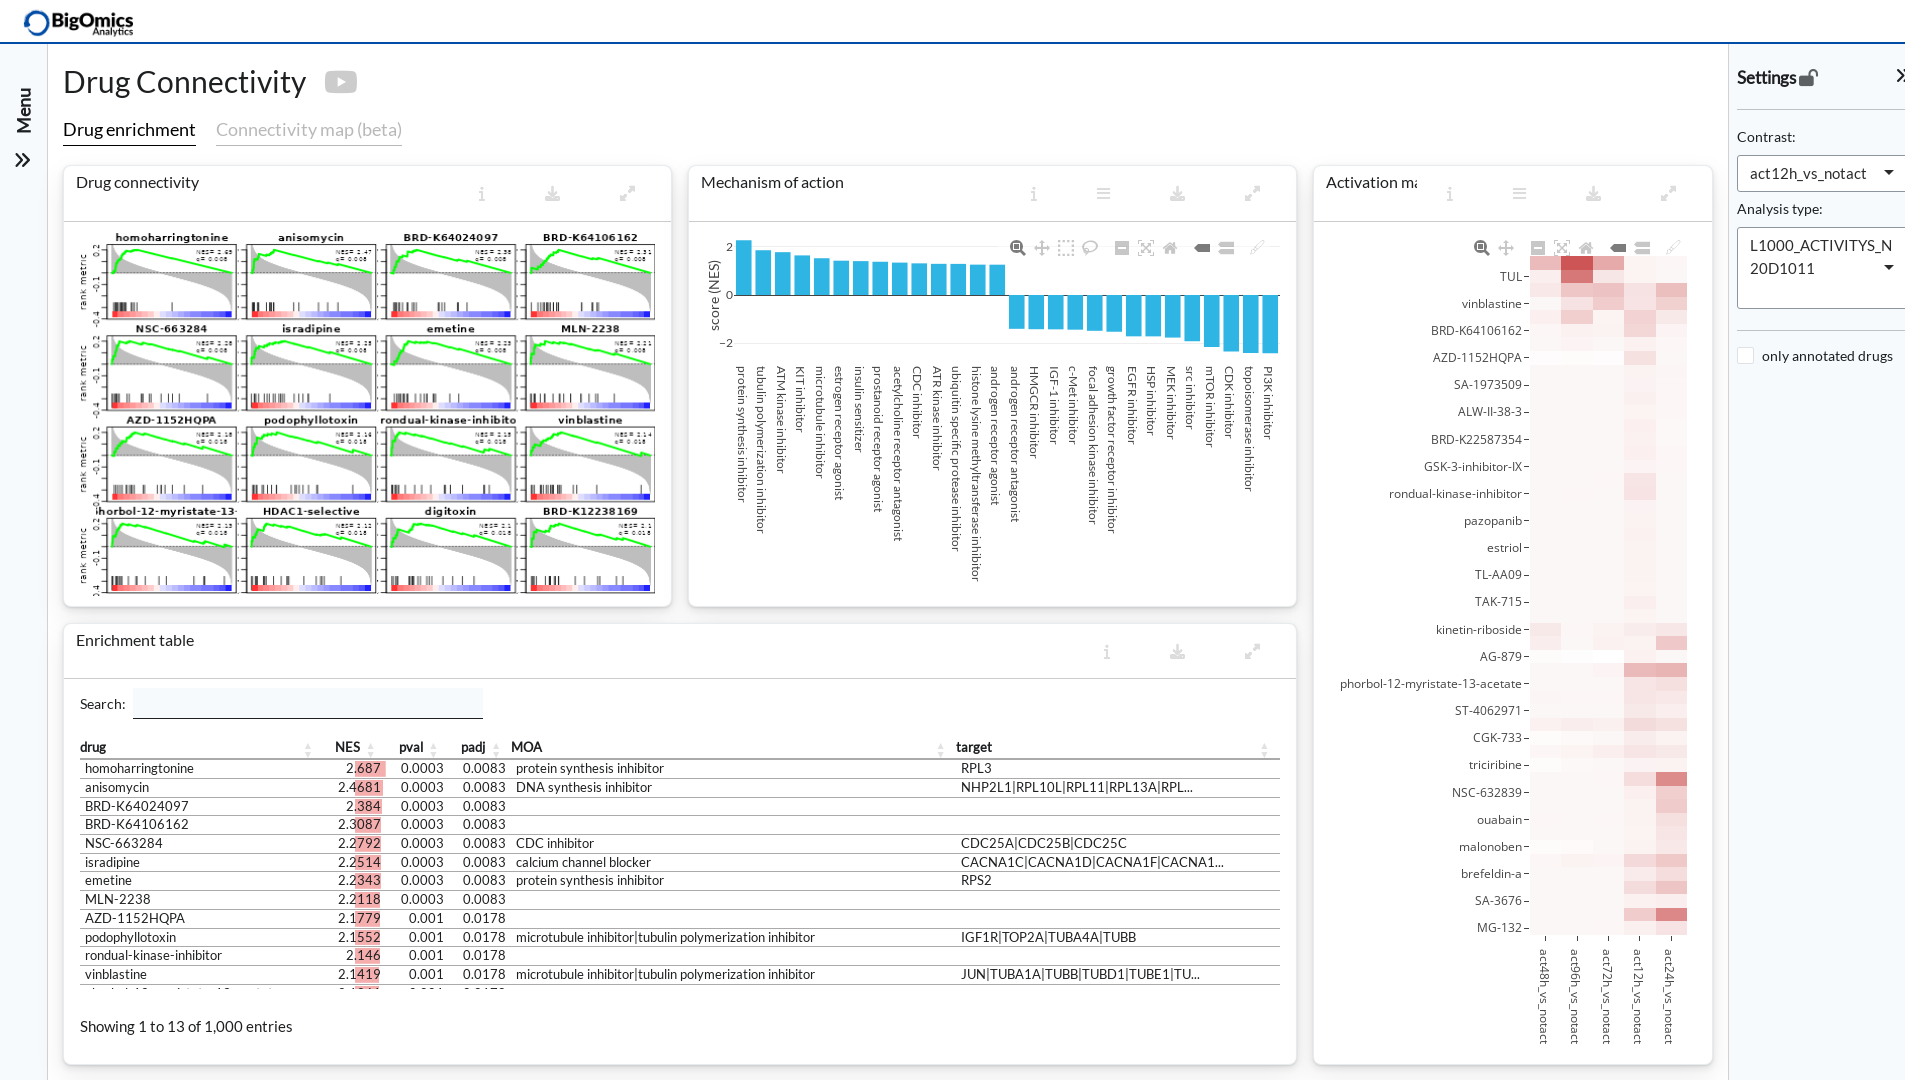 BigOmics
Analytics
Menu
Drug Connectivity
Drug enrichment
Connectivity map (beta)
Drug connectivity
homoharringtonine
anisomycin
BRD-K64024097
BRD-K64106162
NSC-663284
isradipine
emetine
MLN-2238
AZD-1152HQPA
podophyllotoxin
rondual-kinase-inhibito
vinblastine
horbol-12-myristate-13-
HDAC1-selective
digitoxin
BRD-K12238169
rank metric
rank metric
rank metric
rank metric
Mechanism of action
score (NES)
2
0
−2
protein synthesis inhibitor
tubulin polymerization inhibitor
ATM kinase inhibitor
KIT inhibitor
microtubule inhibitor
estrogen receptor agonist
insulin sensitizer
prostanoid receptor agonist
acetylcholine receptor antagonist
CDC inhibitor
ATR kinase inhibitor
ubiquitin specific protease inhibitor
histone lysine methyltransferase inhibitor
androgen receptor agonist
androgen receptor antagonist
HMGCR inhibitor
IGF-1 inhibitor
c-Met inhibitor
focal adhesion kinase inhibitor
growth factor receptor inhibitor
EGFR inhibitor
HSP inhibitor
MEK inhibitor
src inhibitor
mTOR inhibitor
CDK inhibitor
topoisomerase inhibitor
PI3K inhibitor
Activation ma
TUL
vinblastine
BRD-K64106162
AZD-1152HQPA
SA-1973509
ALW-II-38-3
BRD-K22587354
GSK-3-inhibitor-IX
rondual-kinase-inhibitor
pazopanib
estriol
TL-AA09
TAK-715
kinetin-riboside
AG-879
phorbol-12-myristate-13-acetate
ST-4062971
CGK-733
triciribine
NSC-632839
ouabain
malonoben
brefeldin-a
SA-3676
MG-132
act48h_vs_notact
act96h_vs_notact
act72h_vs_notact
act12h_vs_notact
act24h_vs_notact
Enrichment table
Search:
drug NES pval padj MOA target
homoharringtonine 2.687 0.0003 0.0083 protein synthesis inhibitor RPL3
anisomycin 2.4681 0.0003 0.0083 DNA synthesis inhibitor NHP2L1|RPL10L|RPL11|RPL13A|RPL...
BRD-K64024097 2.384 0.0003 0.0083
BRD-K64106162 2.3087 0.0003 0.0083
NSC-663284 2.2792 0.0003 0.0083 CDC inhibitor CDC25A|CDC25B|CDC25C
isradipine 2.2514 0.0003 0.0083 calcium channel blocker CACNA1C|CACNA1D|CACNA1F|CACNA1...
emetine 2.2343 0.0003 0.0083 protein synthesis inhibitor RPS2
MLN-2238 2.2118 0.0003 0.0083
AZD-1152HQPA 2.1779 0.001 0.0178
podophyllotoxin 2.1552 0.001 0.0178 microtubule inhibitor|tubulin polymerization inhibitor IGF1R|TOP2A|TUBA4A|TUBB
rondual-kinase-inhibitor 2.146 0.001 0.0178
vinblastine 2.1419 0.001 0.0178 microtubule inhibitor|tubulin polymerization inhibitor JUN|TUBA1A|TUBB|TUBD1|TUBE1|TU...
Showing 1 to 13 of 1,000 entries
Settings
Contrast:
act12h_vs_notact
Analysis type:
L1000_ACTIVITYS_N
20D1011
only annotated drugs